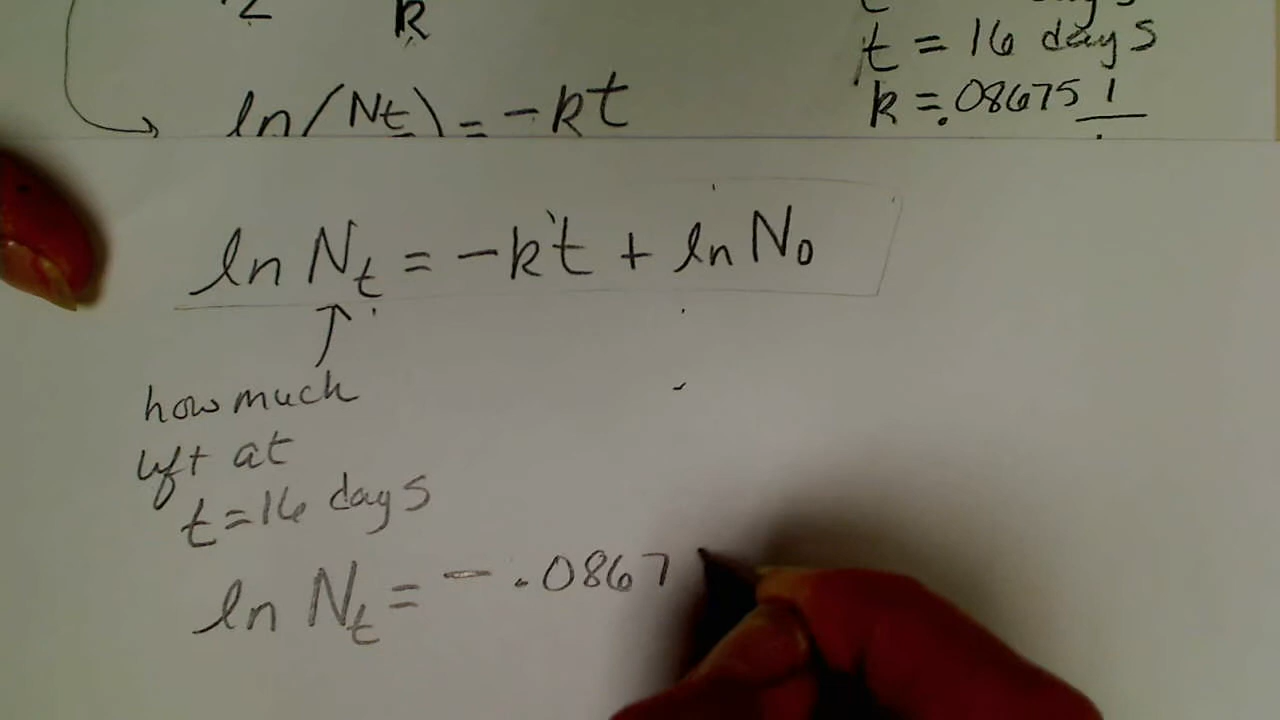 k
t = 16 days
k = .08675 1
ln (Nt) = -kt
ln Nt = -kt + ln N0
how much
left at
t = 16 days
ln Nt = - .0867